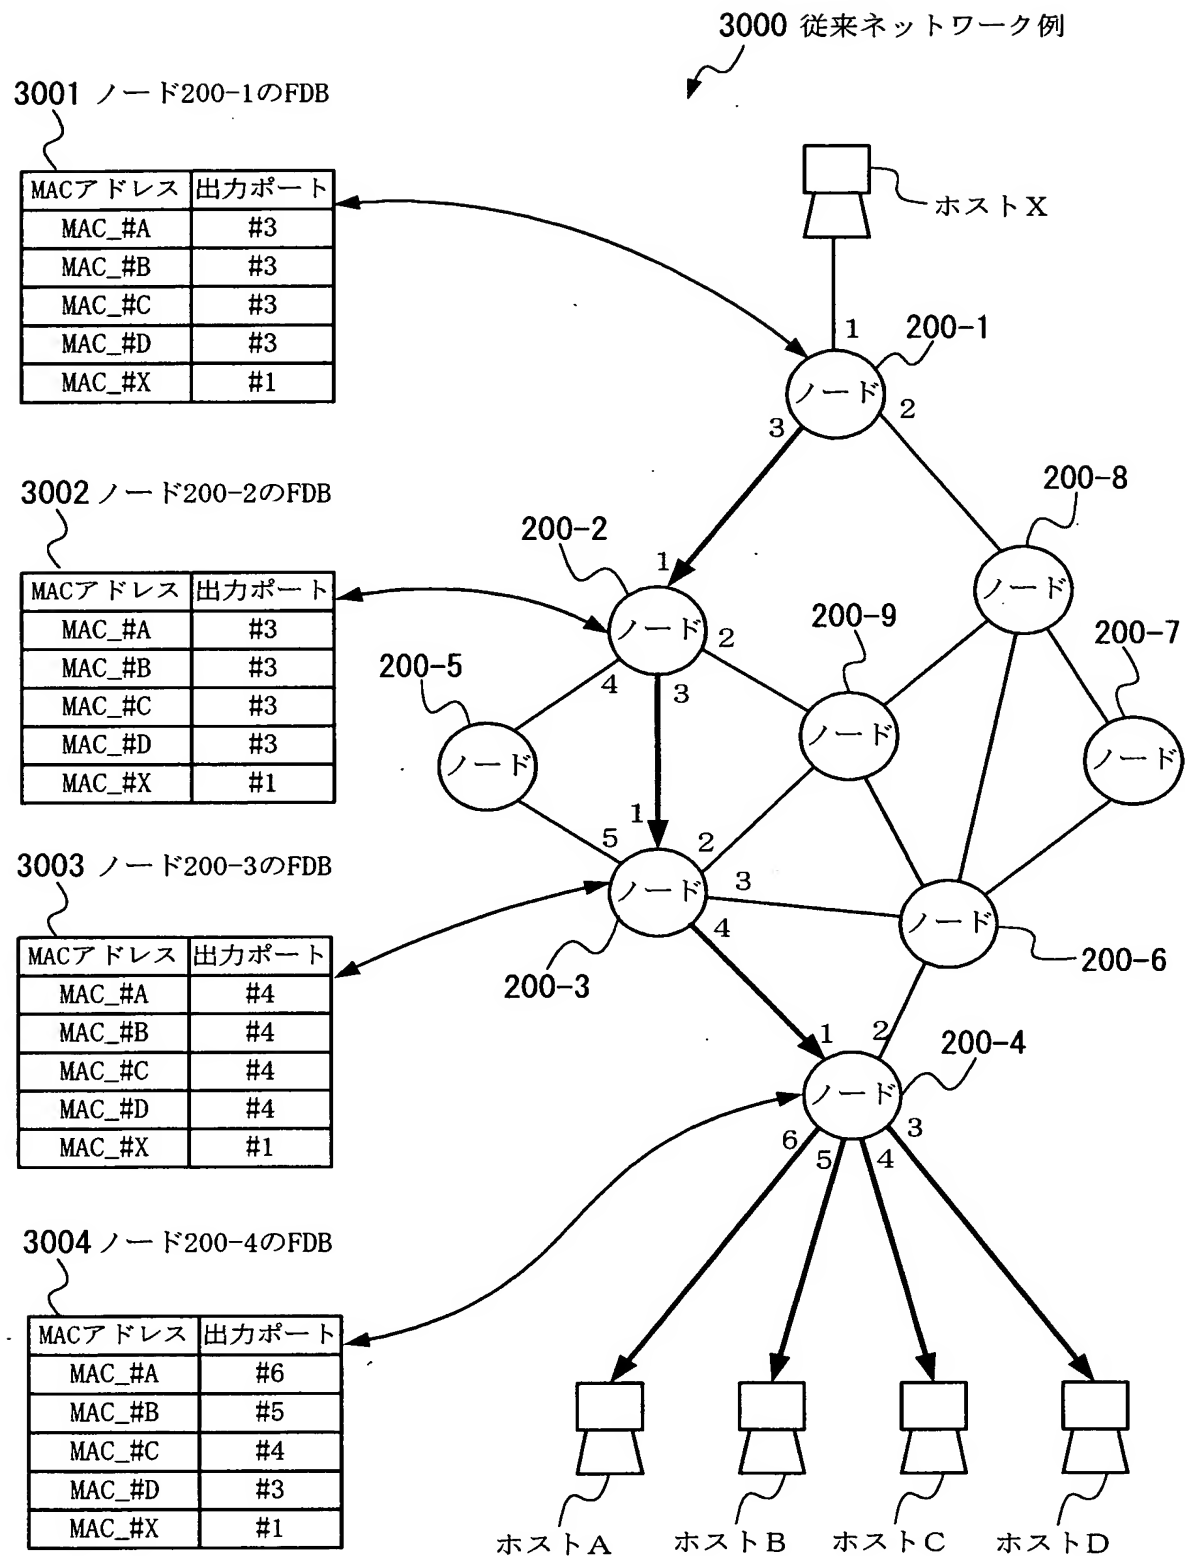 3000 従来ネットワーク例
3001 ノード200-1のFDB
MACアドレス 出力ポート
MAC_#A #3
MAC_#B #3
MAC_#C #3
MAC_#D #3
MAC_#X #1
3002 ノード200-2のFDB
MACアドレス 出力ポート
MAC_#A #3
MAC_#B #3
MAC_#C #3
MAC_#D #3
MAC_#X #1
3003 ノード200-3のFDB
MACアドレス 出力ポート
MAC_#A #4
MAC_#B #4
MAC_#C #4
MAC_#D #4
MAC_#X #1
3004 ノード200-4のFDB
MACアドレス 出力ポート
MAC_#A #6
MAC_#B #5
MAC_#C #4
MAC_#D #3
MAC_#X #1
ホストX
1
200-1
ノード
3
2
200-8
ノード
200-2
1
ノード
2
4
3
200-9
ノード
200-7
ノード
200-5
ノード
1
5
2
ノード
3
4
200-3
ノード
200-6
1
2
200-4
ノード
6
5
4
3
ホストA
ホストB
ホストC
ホストD